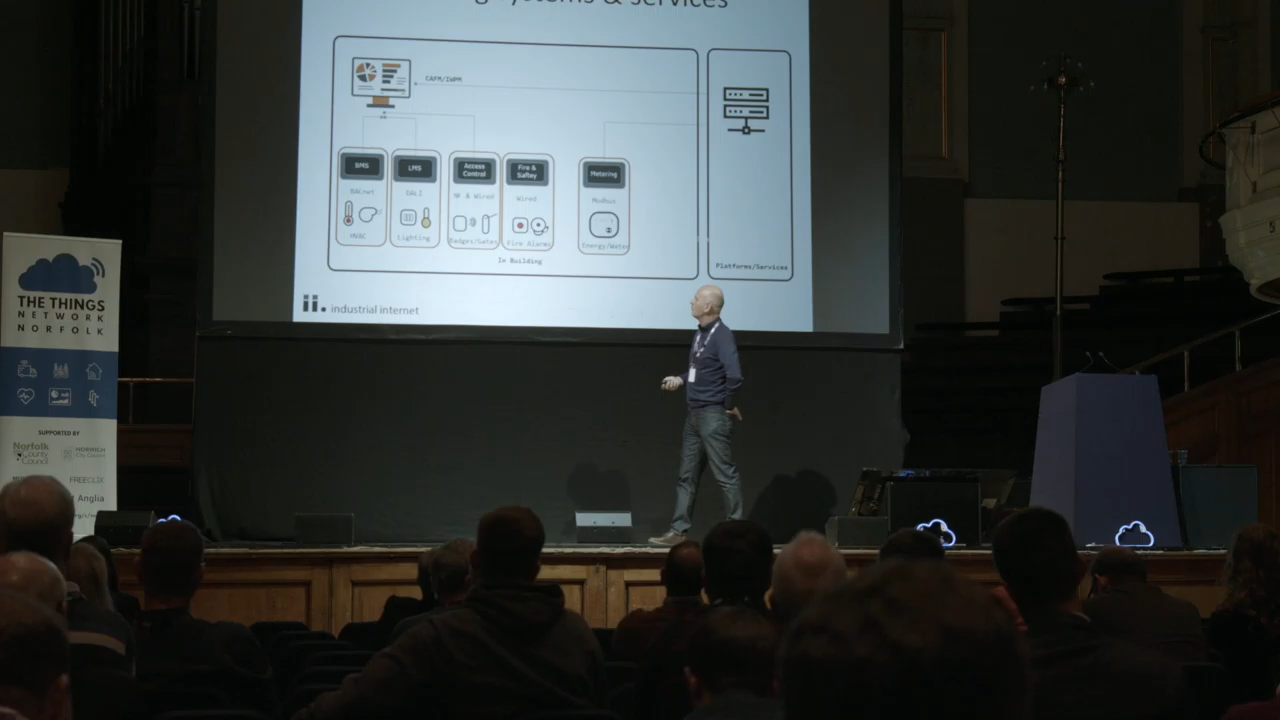 systems & services
CAFM/IWPM
BMS
BACnet
HVAC
LMS
DALI
Lighting
Access
Control
NF & Wired
Badges/Gates
Fire &
Saftey
Wired
Fire Alarms
Metering
Modbus
Energy/Water
In Building
Platforms/Services
ii. industrial internet
THE THINGS
NETWORK
NORFOLK
SUPPORTED BY
Norfolk
County
Council
FREECLIX
Anglia